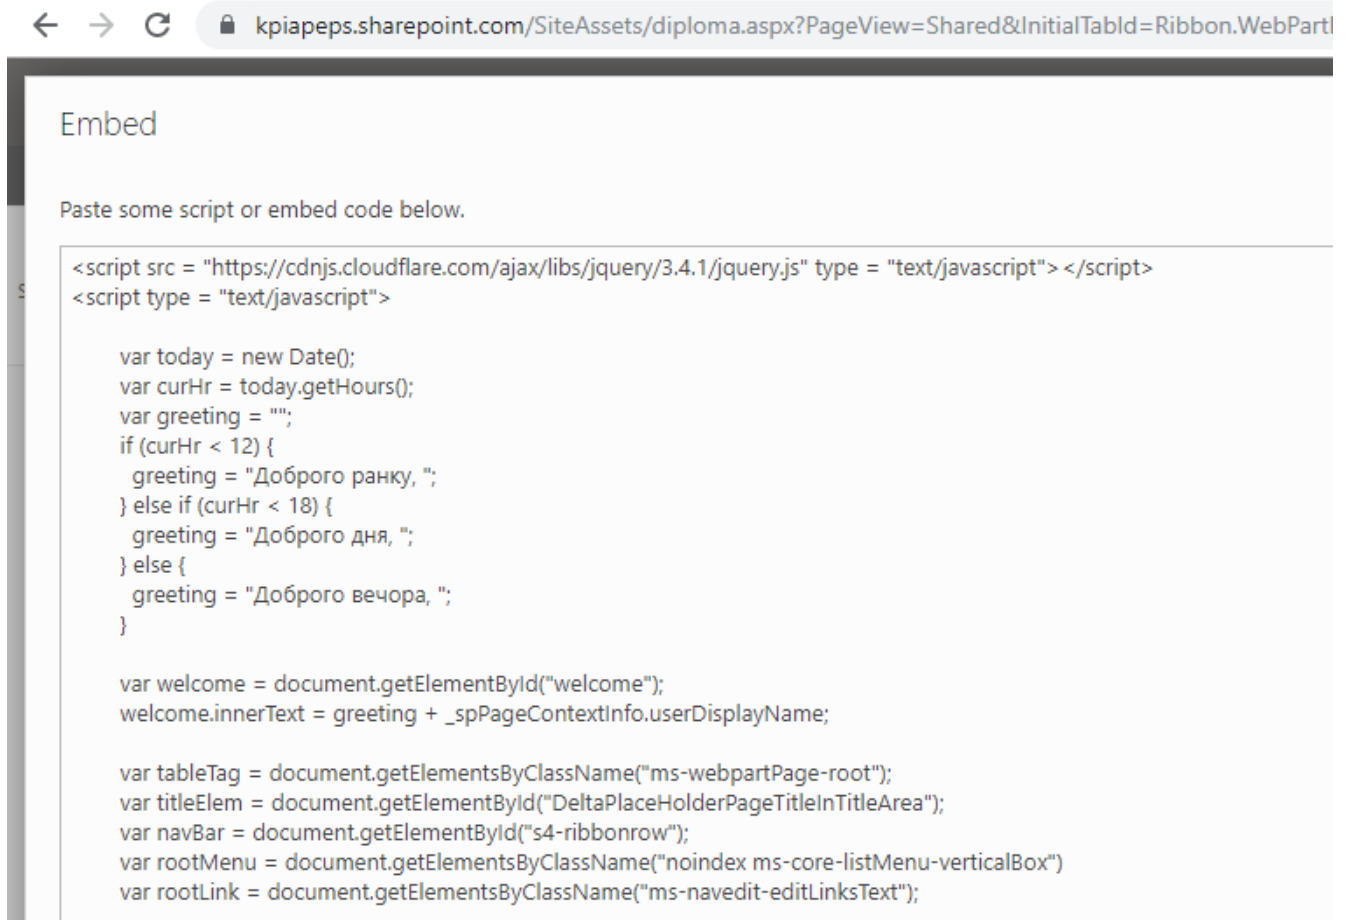 kpiapeps.sharepoint.com/SiteAssets/diploma.aspx?PageView=Shared&InitialTabId=Ribbon.WebPart
Embed
Paste some script or embed code below.
<script src = "https://cdnjs.cloudflare.com/ajax/libs/jquery/3.4.1/jquery.js" type = "text/javascript"></script>
<script type = "text/javascript">
var today = new Date();
var curHr = today.getHours();
var greeting = "";
if (curHr < 12) {
greeting = "Доброго ранку, ";
} else if (curHr < 18) {
greeting = "Доброго дня, ";
} else {
greeting = "Доброго вечора, ";
}
var welcome = document.getElementById("welcome");
welcome.innerText = greeting + _spPageContextInfo.userDisplayName;
var tableTag = document.getElementsByClassName("ms-webpartPage-root");
var titleElem = document.getElementById("DeltaPlaceHolderPageTitleInTitleArea");
var navBar = document.getElementById("s4-ribbonrow");
var rootMenu = document.getElementsByClassName("noindex ms-core-listMenu-verticalBox")
var rootLink = document.getElementsByClassName("ms-navedit-editLinksText");